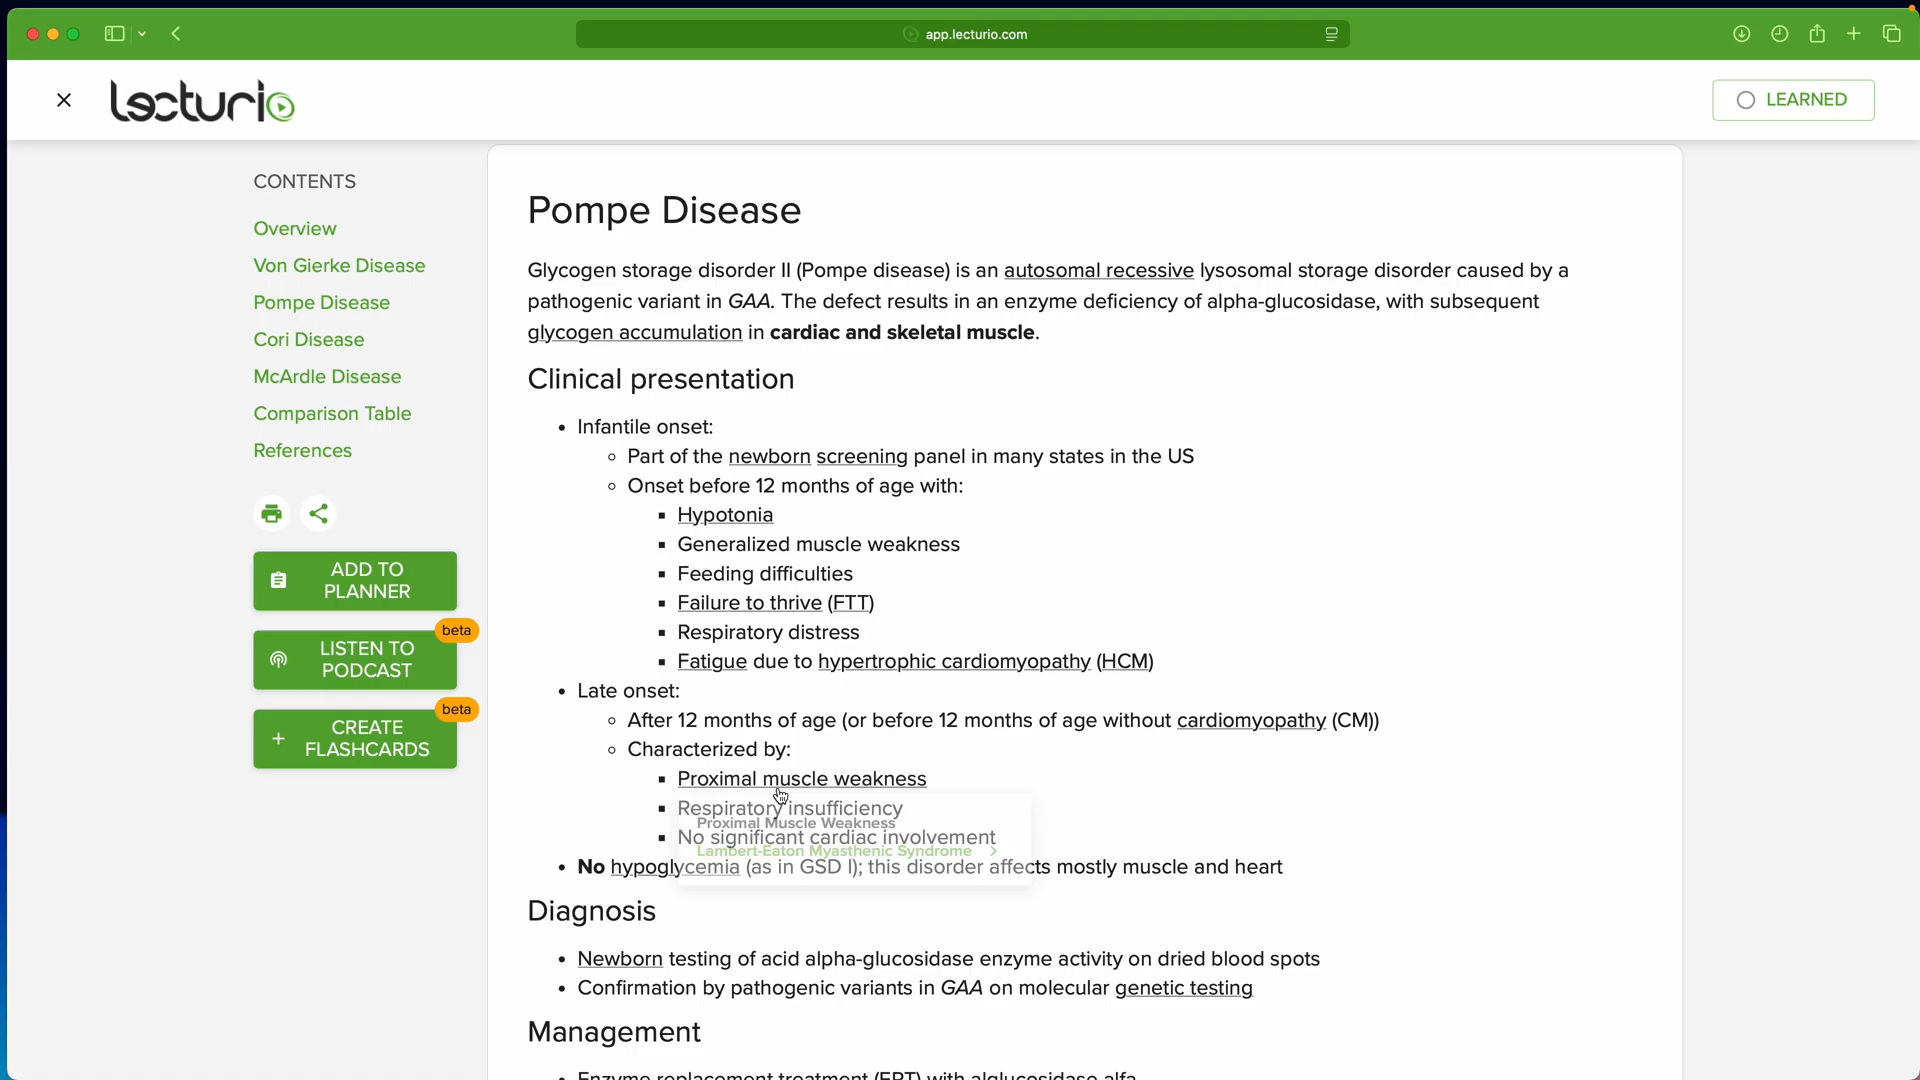 app.lecturio.com
lecturio
LEARNED
CONTENTS
Overview
Von Gierke Disease
Pompe Disease
Cori Disease
McArdle Disease
Comparison Table
References
ADD TO
PLANNER
beta
LISTEN TO
PODCAST
beta
CREATE
FLASHCARDS
Pompe Disease
Glycogen storage disorder II (Pompe disease) is an autosomal recessive lysosomal storage disorder caused by a
pathogenic variant in GAA. The defect results in an enzyme deficiency of alpha-glucosidase, with subsequent
glycogen accumulation in cardiac and skeletal muscle.
Clinical presentation
• Infantile onset:
Part of the newborn screening panel in many states in the US
Onset before 12 months of age with:
Hypotonia
Generalized muscle weakness
Feeding difficulties
Failure to thrive (FTT)
Respiratory distress
Fatigue due to hypertrophic cardiomyopathy (HCM)
• Late onset:
After 12 months of age (or before 12 months of age without cardiomyopathy (CM))
Characterized by:
Proximal muscle weakness
Respiratory insufficiency
Proximal Muscle Weakness
No significant cardiac involvement
Lambert-Eaton Myasthenic Syndrome
• No hypoglycemia (as in GSD I); this disorder affects mostly muscle and heart
Diagnosis
• Newborn testing of acid alpha-glucosidase enzyme activity on dried blood spots
• Confirmation by pathogenic variants in GAA on molecular genetic testing
Management
• Enzyme replacement treatment (ERT) with alglucosidase alfa